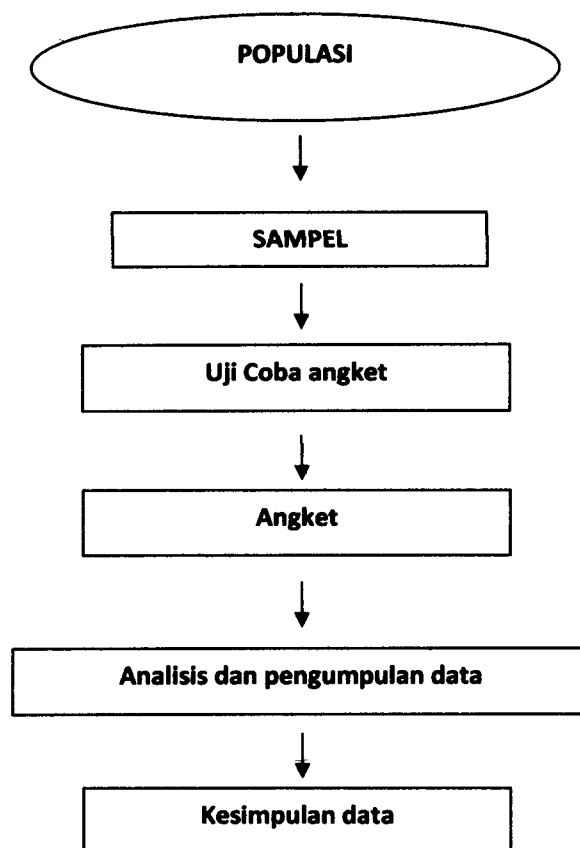 POPULASI
SAMPEL
Uji Coba angket
Angket
Analisis dan pengumpulan data
Kesimpulan data